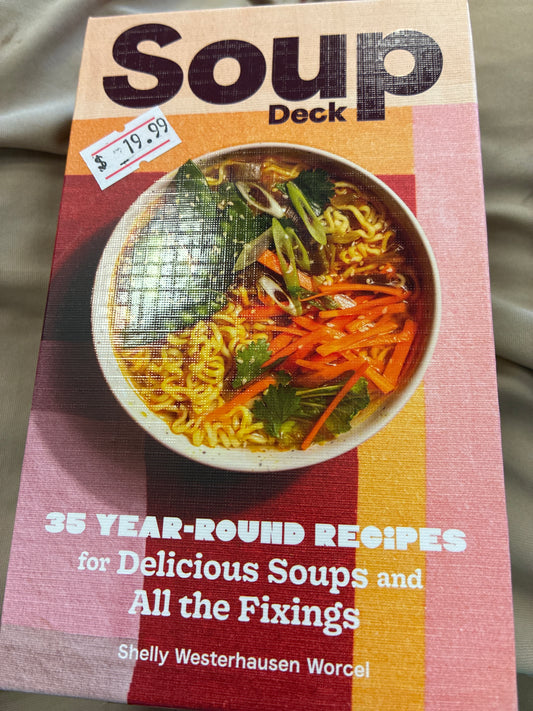 Soup
Deck
$ 19.99
35 YEAR-ROUND RECIPES
for Delicious Soups and
All the Fixings
Shelly Westerhausen Worcel